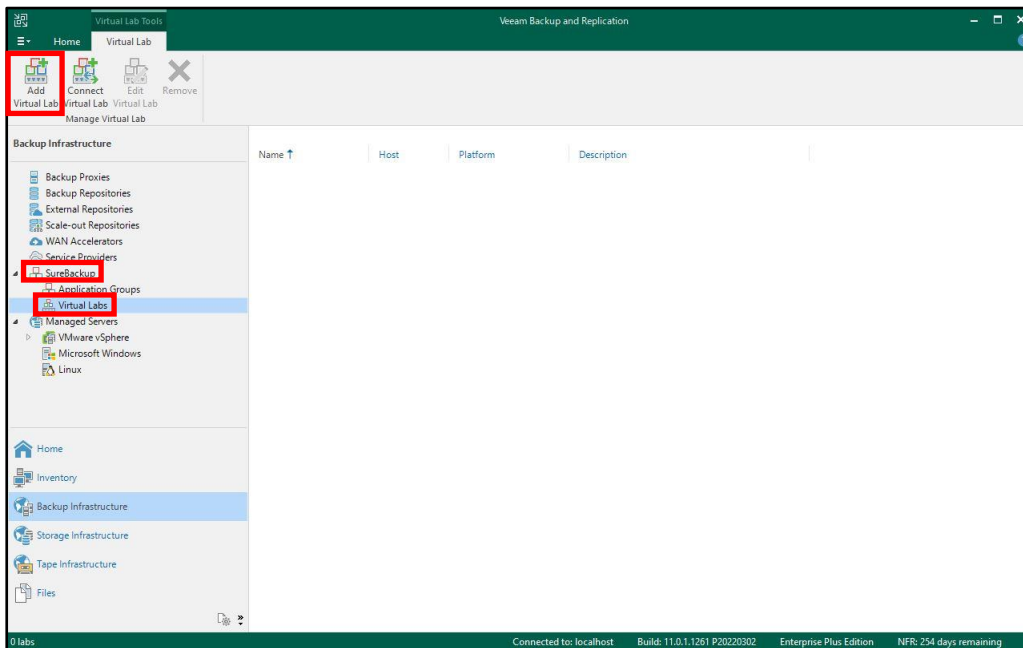 Virtual Lab Tools
Veeam Backup and Replication
Home Virtual Lab
Add Connect Edit Remove
Virtual Lab Virtual Lab Virtual Lab
Manage Virtual Lab
Backup Infrastructure
Name Host Platform Description
Backup Proxies
Backup Repositories
External Repositories
Scale-out Repositories
WAN Accelerators
Service Providers
SureBackup
Application Groups
Virtual Labs
Managed Servers
VMware vSphere
Microsoft Windows
Linux
Home
Inventory
Backup Infrastructure
Storage Infrastructure
Tape Infrastructure
Files
0 labs Connected to: localhost Build: 11.0.1.1261 P20220302 Enterprise Plus Edition NFR: 254 days remaining